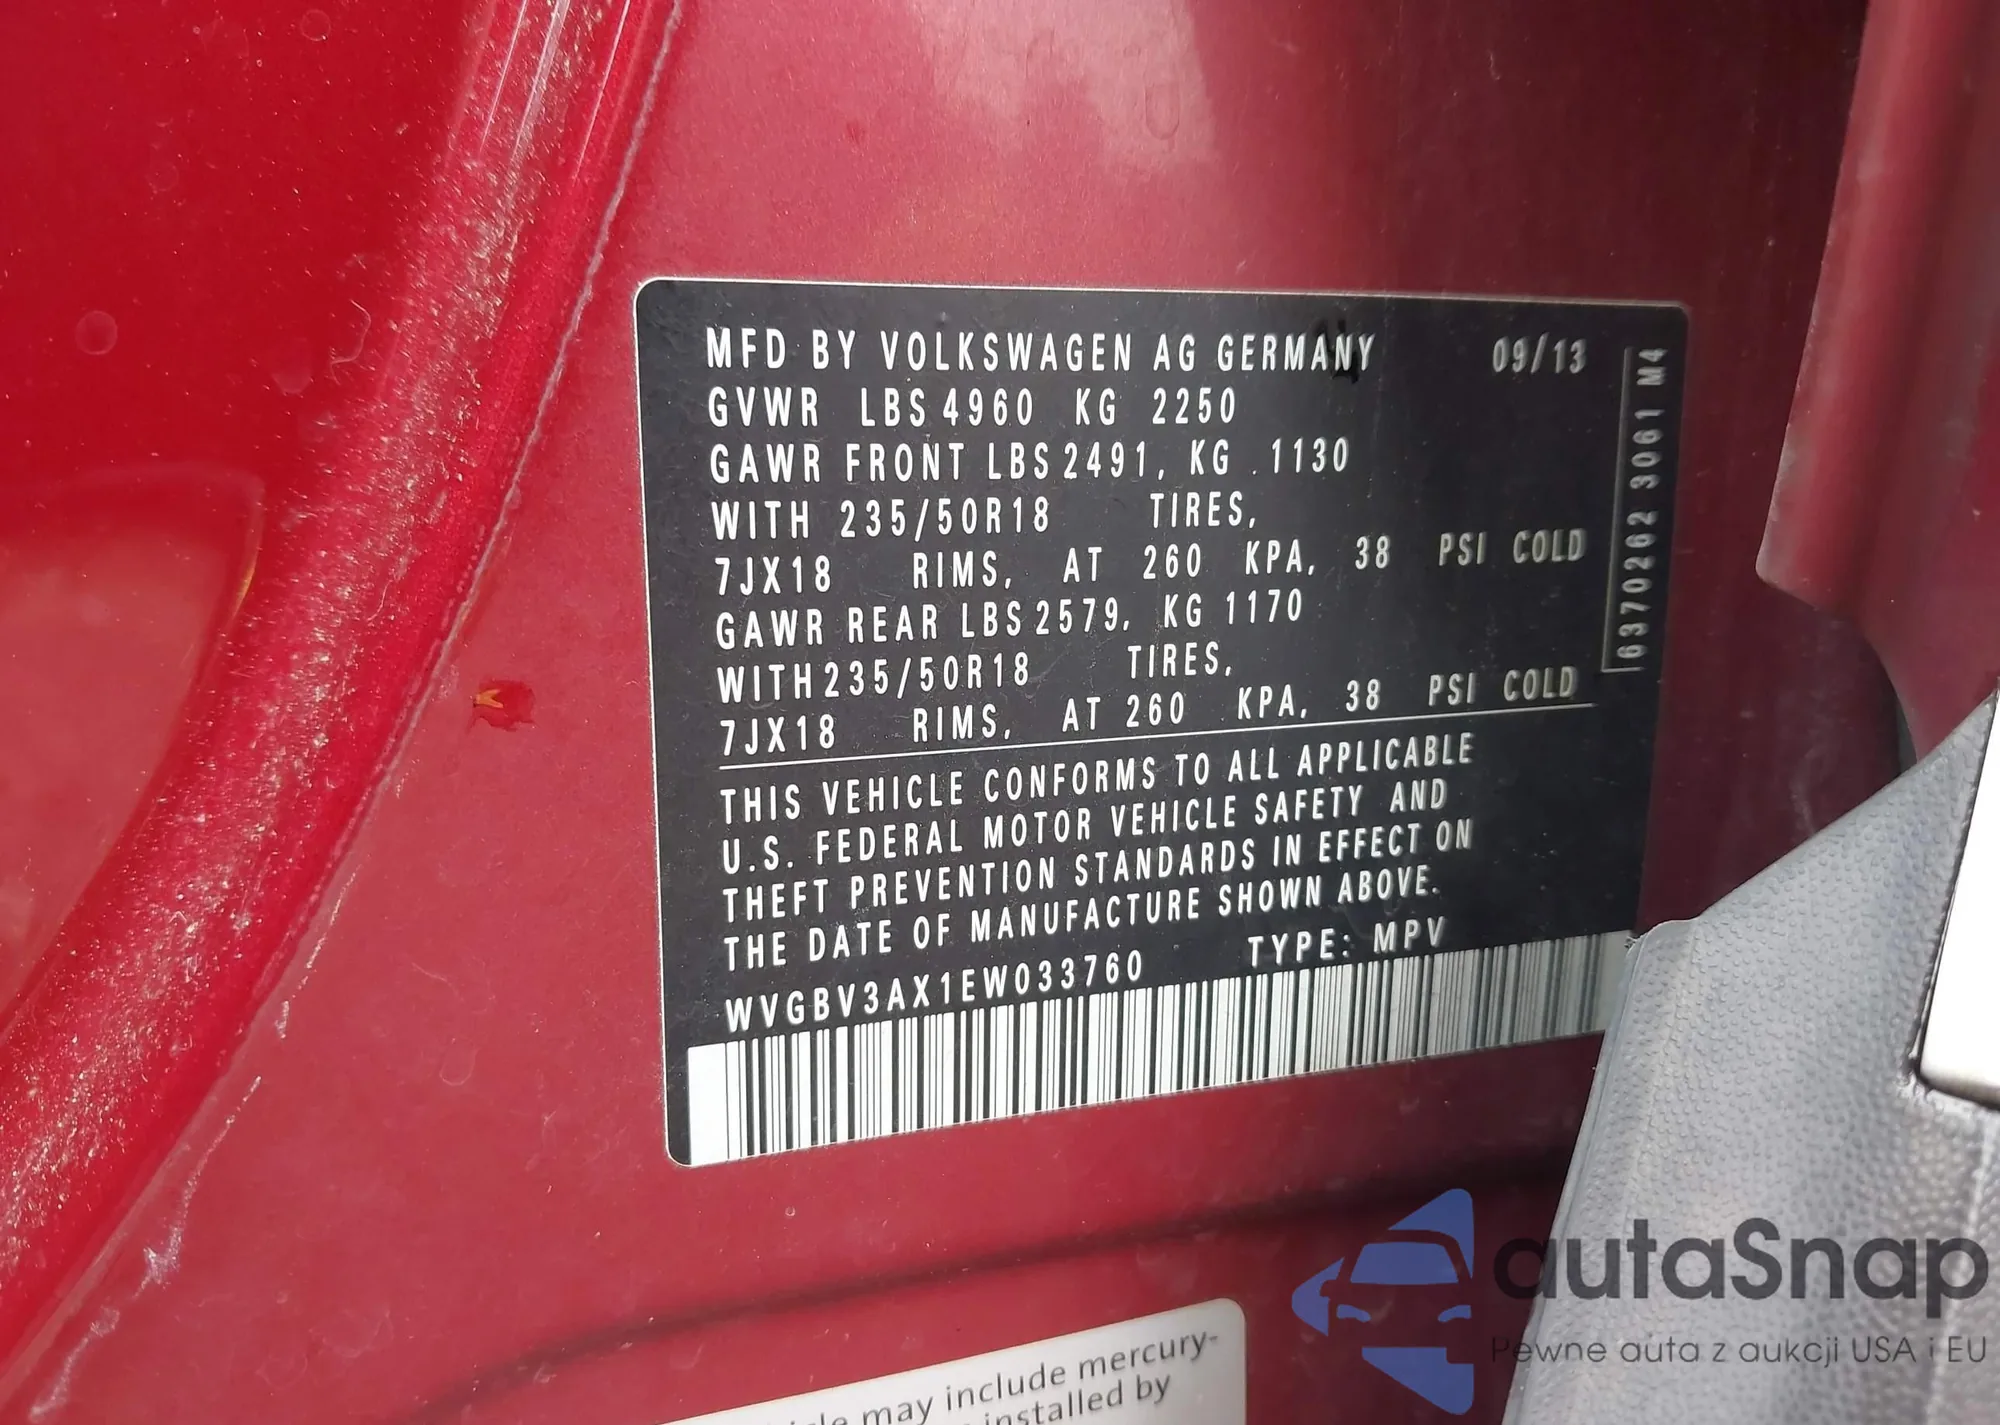 MFD BY VOLKSWAGEN AG GERMANY 09/13
GVWR LBS 4960 KG 2250
GAWR FRONT LBS 2491, KG .1130
WITH 235/50R18 TIRES,
7JX18 RIMS, AT 260 KPA, 38 PSI COLD
GAWR REAR LBS 2579, KG 1170
WITH 235/50R18 TIRES,
7JX18 RIMS, AT 260 KPA, 38 PSI COLD
THIS VEHICLE CONFORMS TO ALL APPLICABLE
U.S. FEDERAL MOTOR VEHICLE SAFETY AND
THEFT PREVENTION STANDARDS IN EFFECT ON
THE DATE OF MANUFACTURE SHOWN ABOVE.
WVGBV3AX1EW033760 TYPE: MPV
6370262 3061 M4
may include mercury-
installed by
autaSnap
Pewne auta z aukcji USA i EU